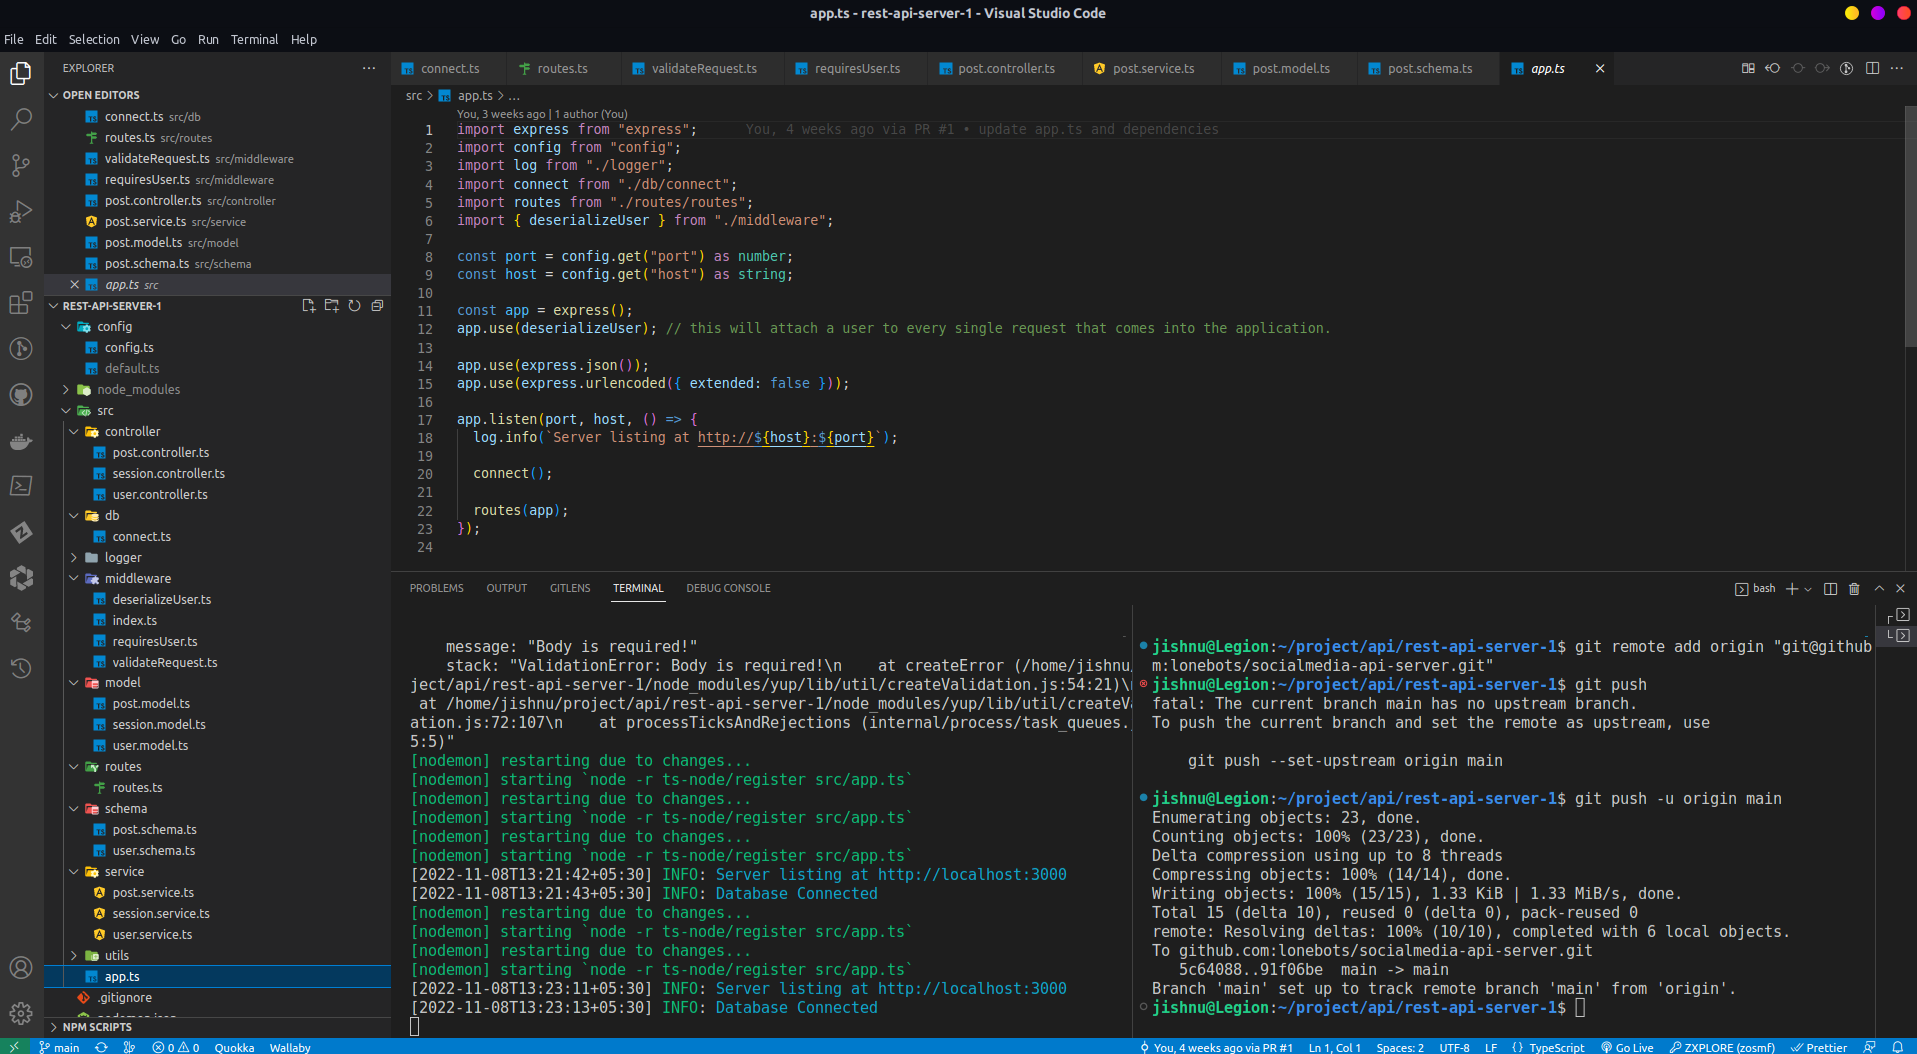 app.ts - rest-api-server-1 - Visual Studio Code
File Edit Selection View Go Run Terminal Help
EXPLORER
OPEN EDITORS
connect.ts src/db
routes.ts src/routes
validateRequest.ts src/middleware
requiresUser.ts src/middleware
post.controller.ts src/controller
post.service.ts src/service
post.model.ts src/model
post.schema.ts src/schema
app.ts src
REST-API-SERVER-1
config
config.ts
default.ts
node_modules
src
controller
post.controller.ts
session.controller.ts
user.controller.ts
db
connect.ts
logger
middleware
deserializeUser.ts
index.ts
requiresUser.ts
validateRequest.ts
model
post.model.ts
session.model.ts
user.model.ts
routes
routes.ts
schema
post.schema.ts
user.schema.ts
service
post.service.ts
session.service.ts
user.service.ts
utils
app.ts
.gitignore
nodemon.json
NPM SCRIPTS
connect.ts routes.ts validateRequest.ts requiresUser.ts post.controller.ts post.service.ts post.model.ts post.schema.ts app.ts
src > app.ts > ...
You, 3 weeks ago | 1 author (You)
1 import express from "express"; You, 4 weeks ago via PR #1 • update app.ts and dependencies
2 import config from "config";
3 import log from "./logger";
4 import connect from "./db/connect";
5 import routes from "./routes/routes";
6 import { deserializeUser } from "./middleware";
7
8 const port = config.get("port") as number;
9 const host = config.get("host") as string;
10
11 const app = express();
12 app.use(deserializeUser); // this will attach a user to every single request that comes into the application.
13
14 app.use(express.json());
15 app.use(express.urlencoded({ extended: false }));
16
17 app.listen(port, host, () => {
18 log.info(`Server listing at http://${host}:${port}`);
19
20 connect();
21
22 routes(app);
23 });
24
PROBLEMS OUTPUT GITLENS TERMINAL DEBUG CONSOLE
bash
message: "Body is required!"
stack: "ValidationError: Body is required!\n    at createError (/home/jishnu/
ject/api/rest-api-server-1/node_modules/yup/lib/util/createValidation.js:54:21)\
at /home/jishnu/project/api/rest-api-server-1/node_modules/yup/lib/util/createV
ation.js:72:107\n    at processTicksAndRejections (internal/process/task_queues.
5:5)"
[nodemon] restarting due to changes...
[nodemon] starting `node -r ts-node/register src/app.ts`
[nodemon] restarting due to changes...
[nodemon] starting `node -r ts-node/register src/app.ts`
[nodemon] restarting due to changes...
[nodemon] starting `node -r ts-node/register src/app.ts`
[2022-11-08T13:21:42+05:30] INFO: Server listing at http://localhost:3000
[2022-11-08T13:21:43+05:30] INFO: Database Connected
[nodemon] restarting due to changes...
[nodemon] starting `node -r ts-node/register src/app.ts`
[nodemon] restarting due to changes...
[nodemon] starting `node -r ts-node/register src/app.ts`
[2022-11-08T13:23:11+05:30] INFO: Server listing at http://localhost:3000
[2022-11-08T13:23:13+05:30] INFO: Database Connected
jishnu@Legion:~/project/api/rest-api-server-1$ git remote add origin "git@github
m:lonebots/socialmedia-api-server.git"
jishnu@Legion:~/project/api/rest-api-server-1$ git push
fatal: The current branch main has no upstream branch.
To push the current branch and set the remote as upstream, use
git push --set-upstream origin main
jishnu@Legion:~/project/api/rest-api-server-1$ git push -u origin main
Enumerating objects: 23, done.
Counting objects: 100% (23/23), done.
Delta compression using up to 8 threads
Compressing objects: 100% (14/14), done.
Writing objects: 100% (15/15), 1.33 KiB | 1.33 MiB/s, done.
Total 15 (delta 10), reused 0 (delta 0), pack-reused 0
remote: Resolving deltas: 100% (10/10), completed with 6 local objects.
To github.com:lonebots/socialmedia-api-server.git
5c64088..91f06be  main -> main
Branch 'main' set up to track remote branch 'main' from 'origin'.
jishnu@Legion:~/project/api/rest-api-server-1$
main 0 0 Quokka Wallaby You, 4 weeks ago via PR #1 Ln 1, Col 1 Spaces: 2 UTF-8 LF {} TypeScript Go Live ZXPLORE (zosmf) Prettier